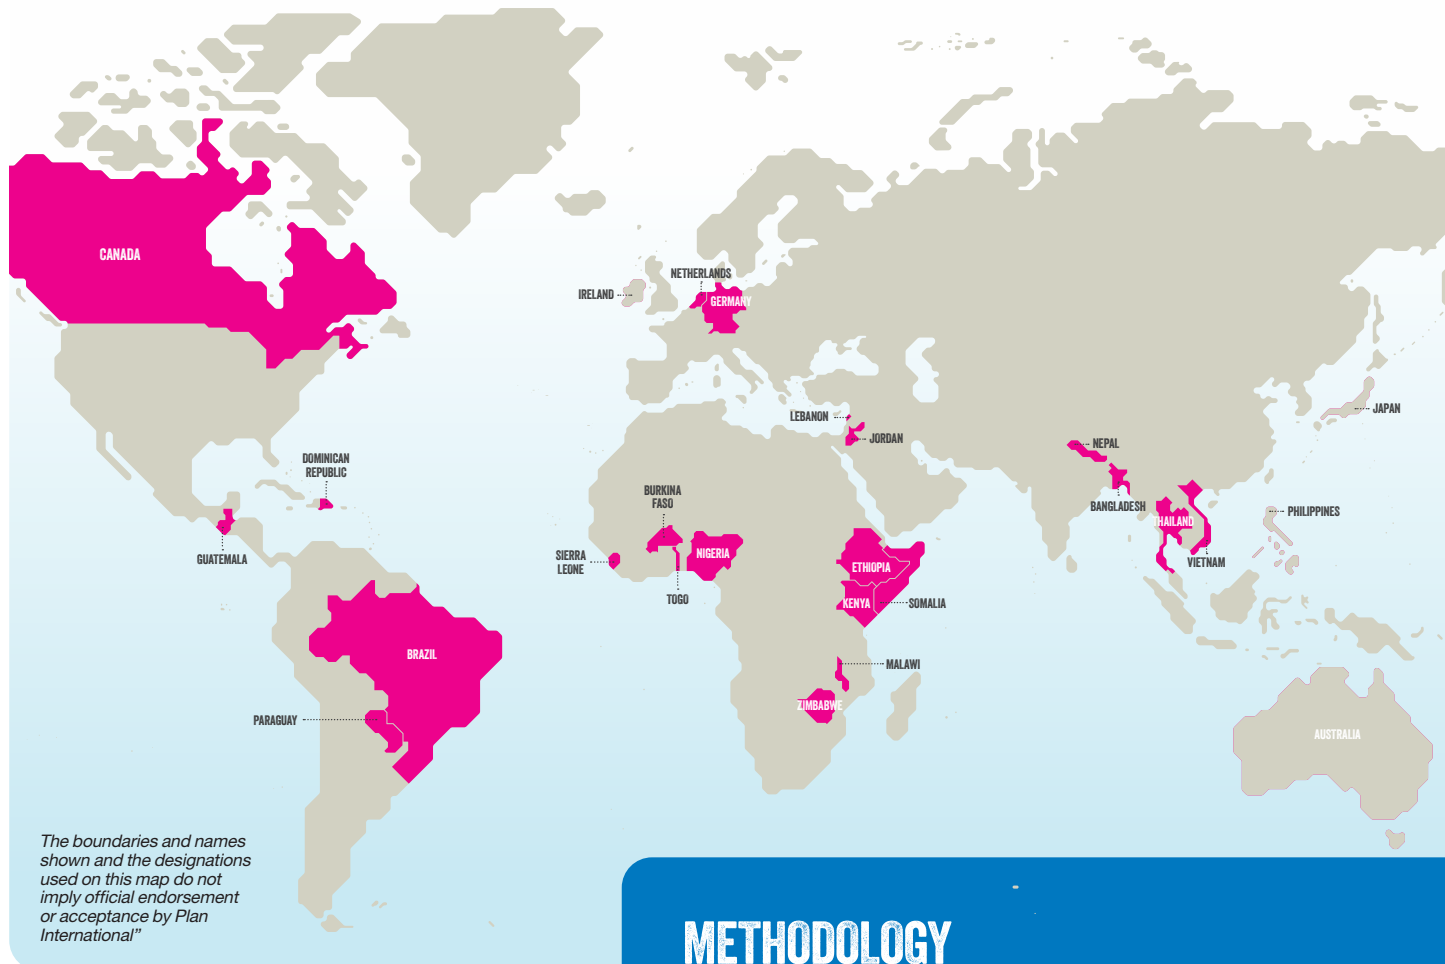 CANADA
NETHERLANDS
IRELAND
GERMANY
LEBANON
JORDAN
JAPAN
NEPAL
DOMINICAN
REPUBLIC
BURKINA
FASO
BANGLADESH
THAILAND
PHILIPPINES
GUATEMALA
SIERRA
LEONE
NIGERIA
ETHIOPIA
VIETNAM
TOGO
KENYA
SOMALIA
BRAZIL
MALAWI
ZIMBABWE
PARAGUAY
AUSTRALIA
The boundaries and names
shown and the designations
used on this map do not
imply official endorsement
or acceptance by Plan
International”
METHODOLOGY